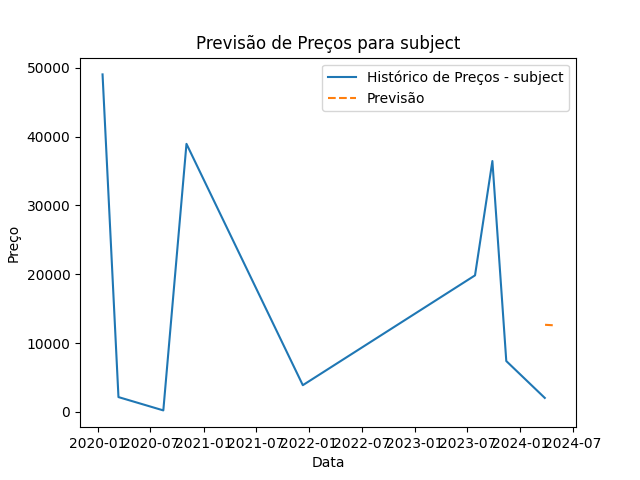 Previsão de Preços para subject
Histórico de Preços - subject
Previsão
50000
40000
30000
20000
10000
0
Preço
2020-01 2020-07 2021-01 2021-07 2022-01 2022-07 2023-01 2023-07 2024-01 2024-07
Data